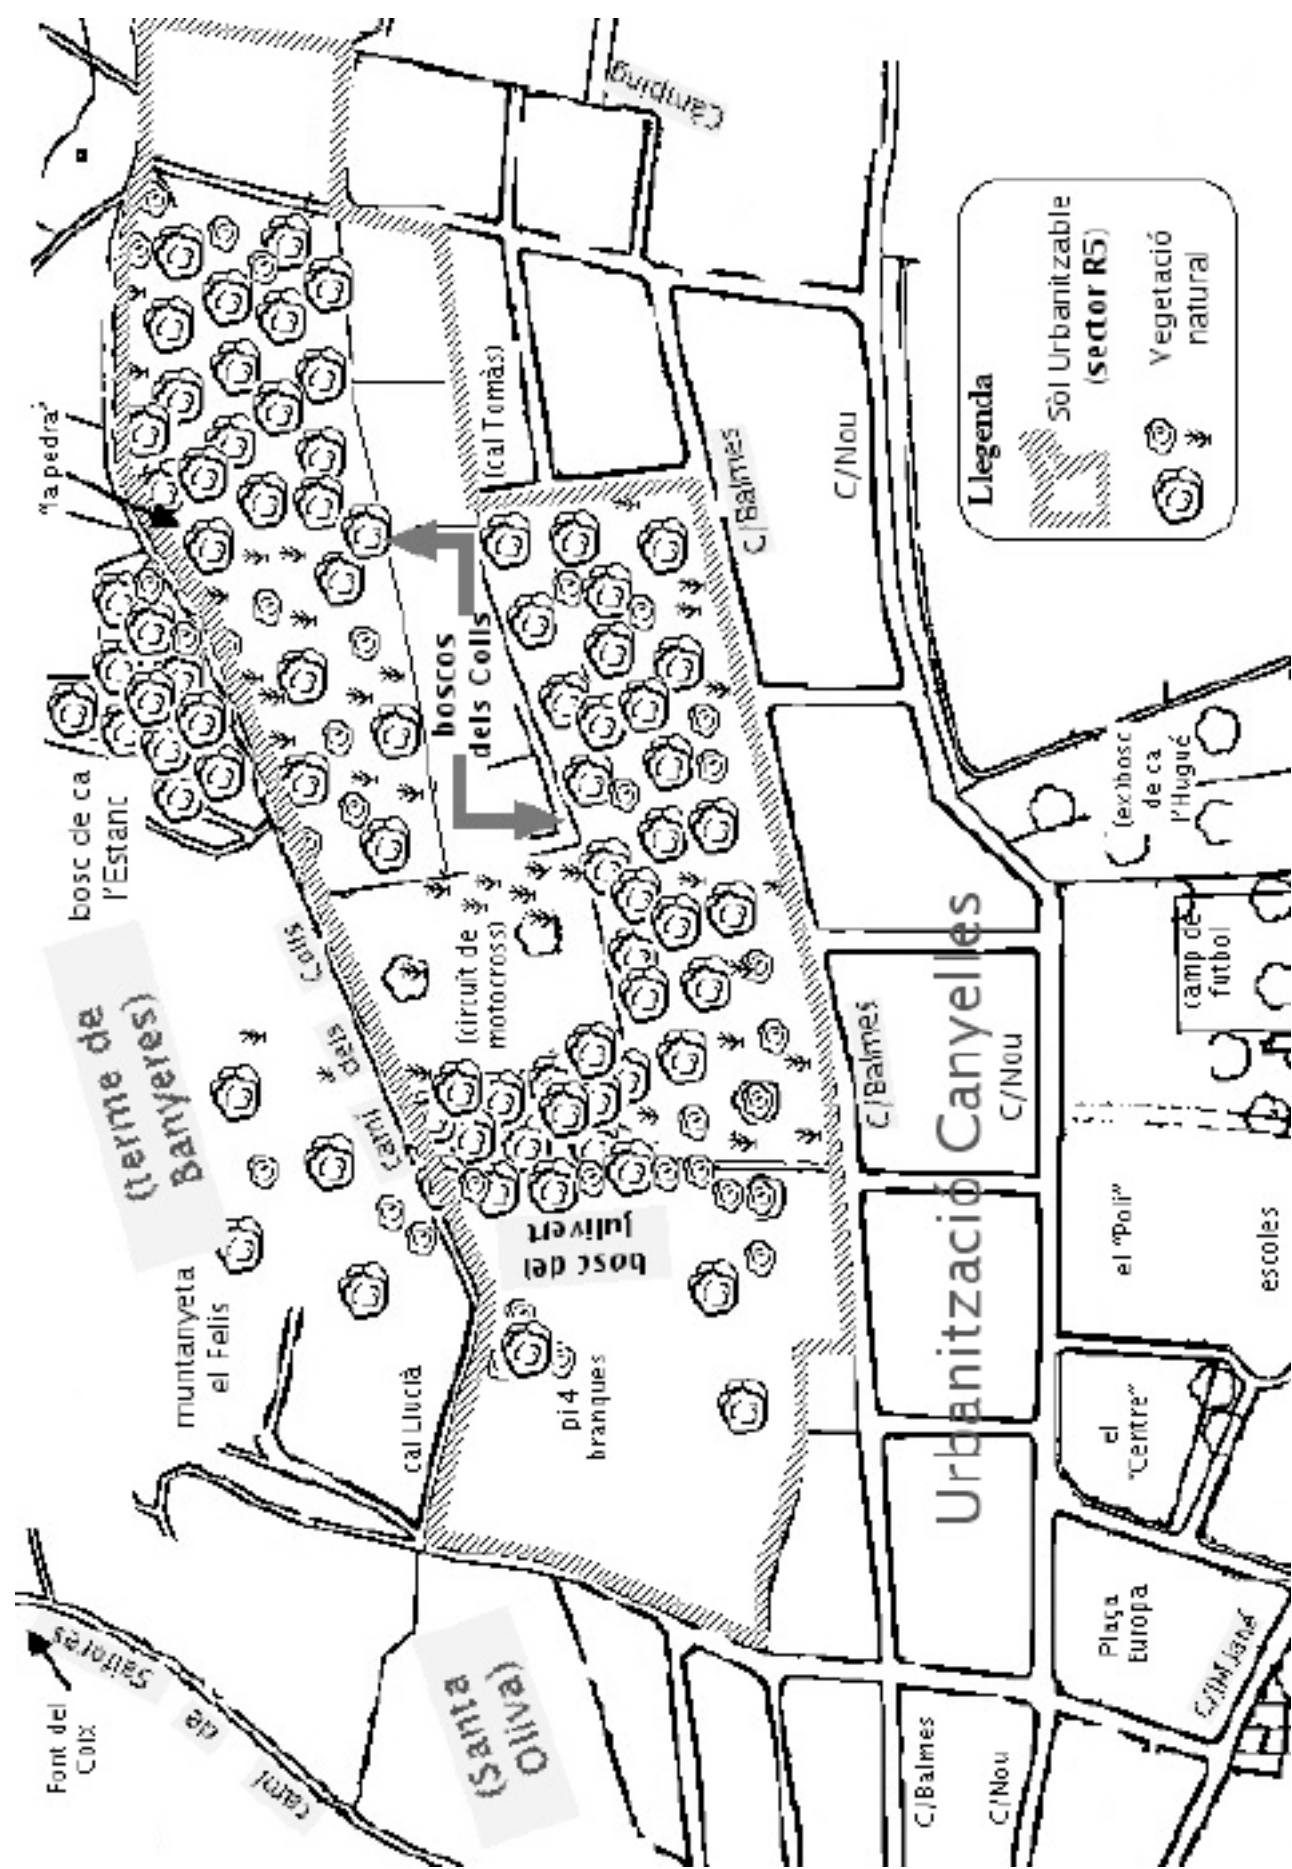 Font del
Coix
camí
de
Saifores
(Santa
Oliva)
muntanyeta
el Felis
cal Llucià
(terme de
Banyeres)
bosc de ca
l'Estanc
"la pedra"
Camí
dels
Colls
pi 4
branques
bosc del
julivert
(circuit de
motocross)
boscos
dels Colls
(cal Tomàs)
Càmping
C/Balmes
C/Nou
C/Balmes
C/Nou
C/Balmes
C/Nou
Urbanització Canyelles
Plaça
Europa
C/JM Jané
el
"Centre"
el "Poli"
escoles
camp de
futbol
(ex)bosc
de ca
l'Hugué
Llegenda
Sòl Urbanitzable
(sector R5)
Vegetació
natural